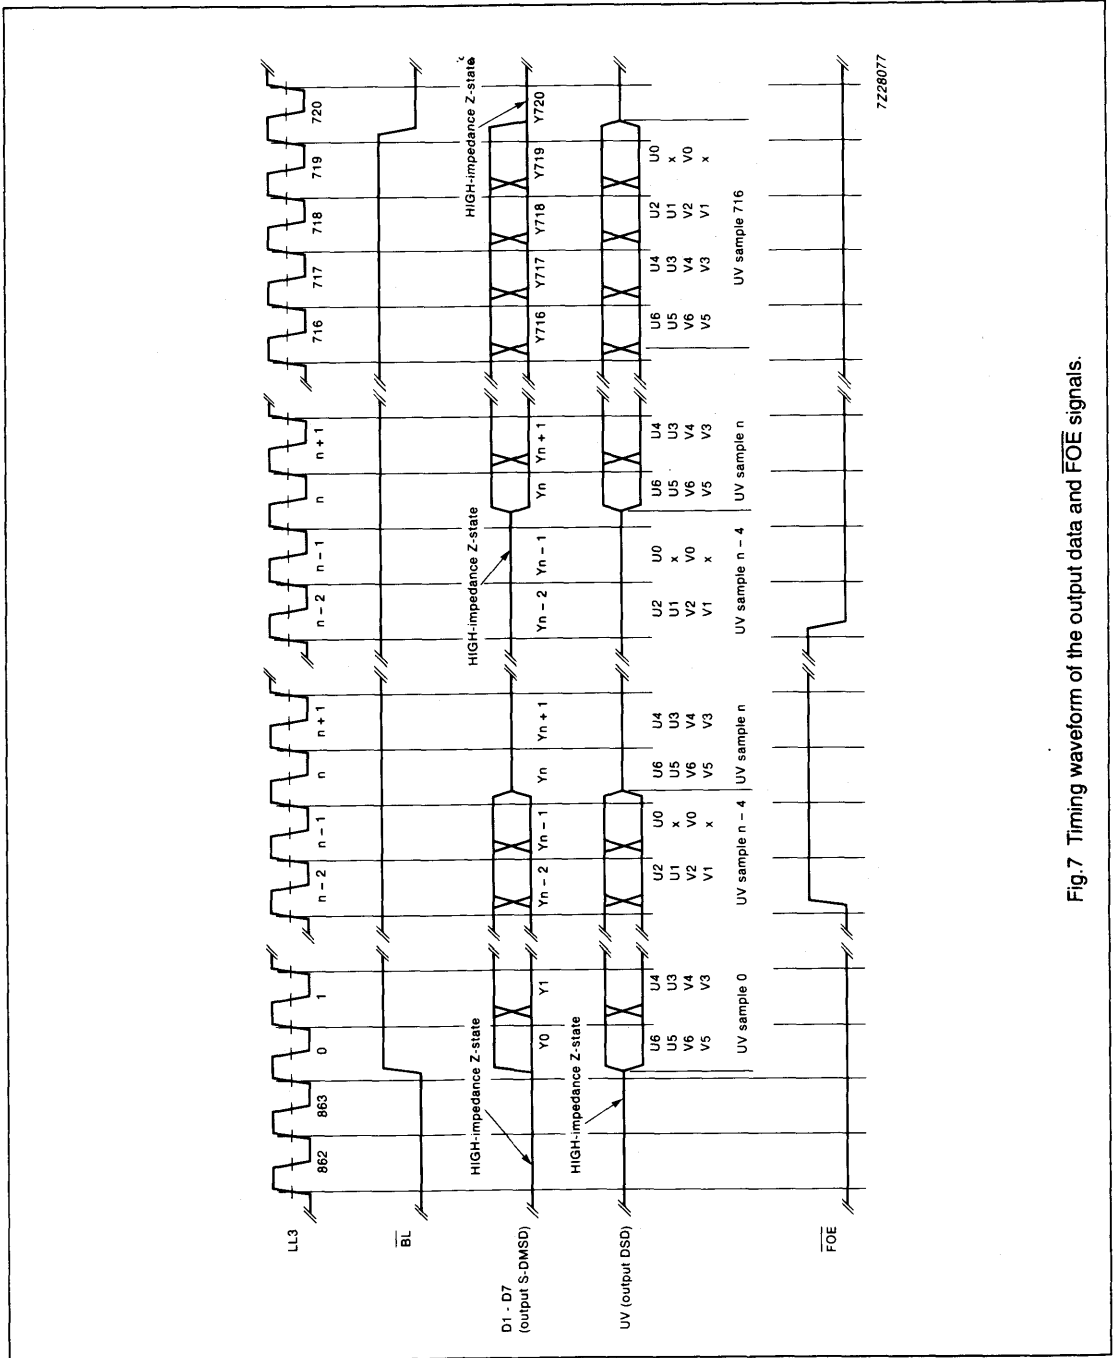 LL3
862
863
0
1
n – 2
n – 1
n
n + 1
n – 2
n – 1
n
n + 1
716
717
718
719
720
BL
D1 - D7
(output S-DMSD)
HIGH-impedance Z-state
Y0
Y1
Yn – 2
Yn – 1
Yn
Yn + 1
HIGH-impedance Z-state
Yn – 2
Yn – 1
Yn
Yn + 1
Y716
Y717
Y718
Y719
HIGH-impedance Z-state
Y720
UV (output DSD)
HIGH-impedance Z-state
U6 U4 U2 U0 U6 U4 U2 U0 U6 U4 U6 U4 U2 U0
U5 U3 U1 x U5 U3 U1 x U5 U3 U5 U3 U1 x
V6 V4 V2 V0 V6 V4 V2 V0 V6 V4 V6 V4 V2 V0
V5 V3 V1 x V5 V3 V1 x V5 V3 V5 V3 V1 x
UV sample 0
UV sample n – 4
UV sample n
UV sample n – 4
UV sample n
UV sample 716
FOE
7Z28077
Fig.7 Timing waveform of the output data and FOE signals.